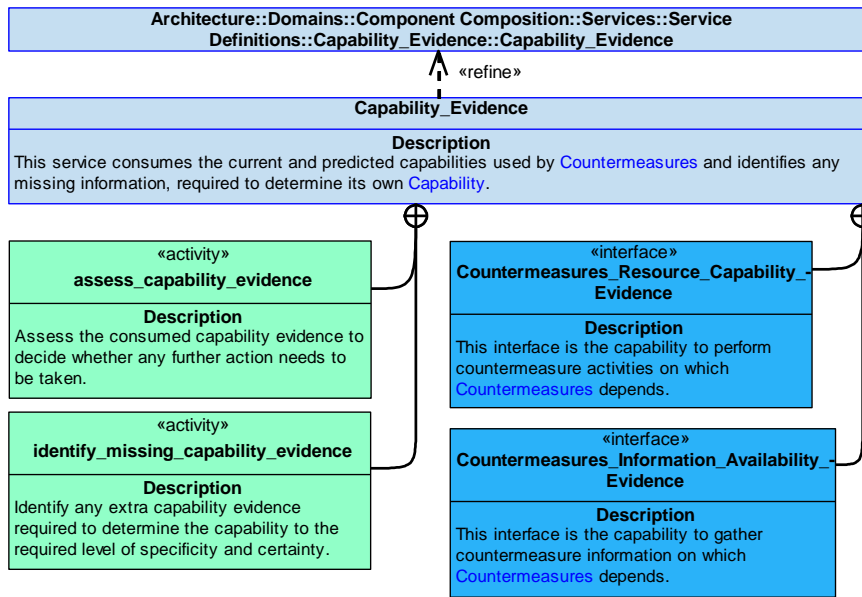 Architecture::Domains::Component Composition::Services::Service
Definitions::Capability_Evidence::Capability_Evidence
«refine»
Capability_Evidence
Description
This service consumes the current and predicted capabilities used by Countermeasures and identifies any
missing information, required to determine its own Capability.
«activity»
assess_capability_evidence
Description
Assess the consumed capability evidence to
decide whether any further action needs to
be taken.
«activity»
identify_missing_capability_evidence
Description
Identify any extra capability evidence
required to determine the capability to the
required level of specificity and certainty.
«interface»
Countermeasures_Resource_Capability_-
Evidence
Description
This interface is the capability to perform
countermeasure activities on which
Countermeasures depends.
«interface»
Countermeasures_Information_Availability_-
Evidence
Description
This interface is the capability to gather
countermeasure information on which
Countermeasures depends.